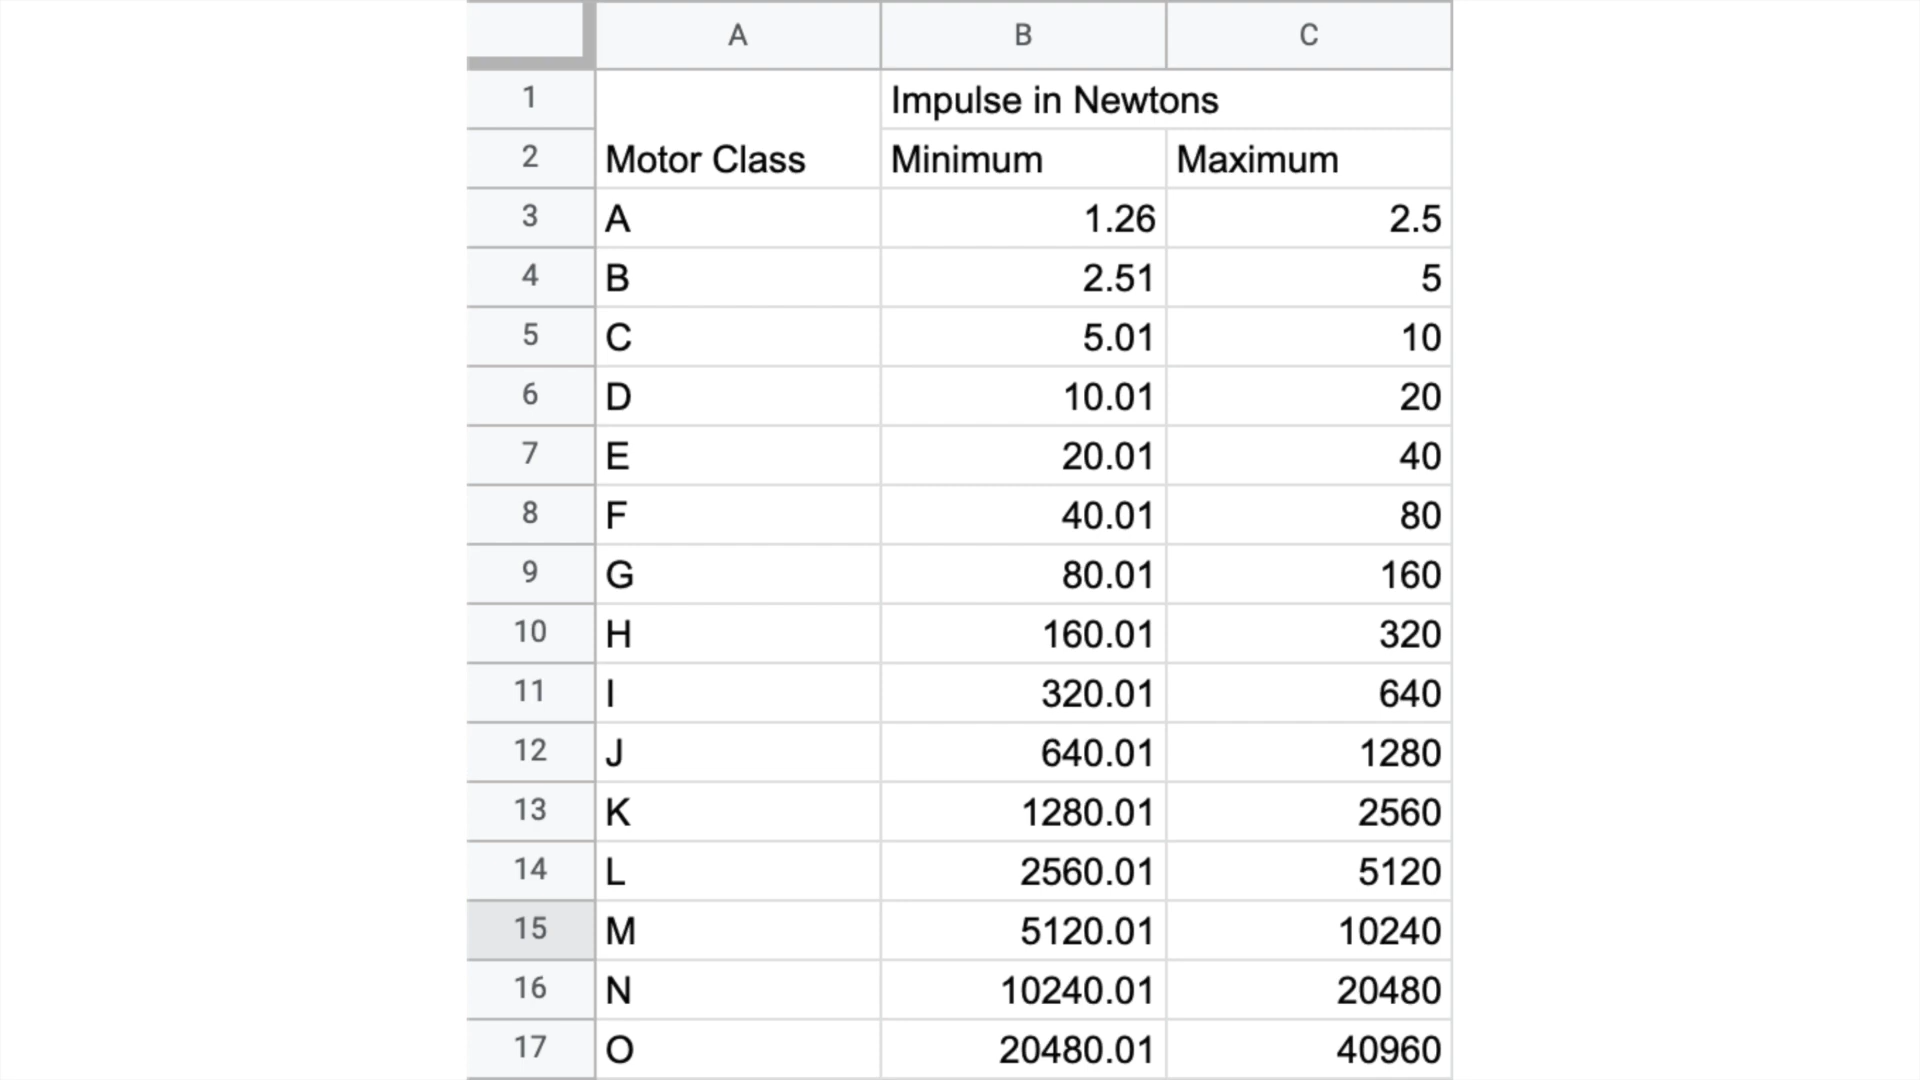 A B C
1 Impulse in Newtons
2 Motor Class Minimum Maximum
3 A 1.26 2.5
4 B 2.51 5
5 C 5.01 10
6 D 10.01 20
7 E 20.01 40
8 F 40.01 80
9 G 80.01 160
10 H 160.01 320
11 I 320.01 640
12 J 640.01 1280
13 K 1280.01 2560
14 L 2560.01 5120
15 M 5120.01 10240
16 N 10240.01 20480
17 O 20480.01 40960